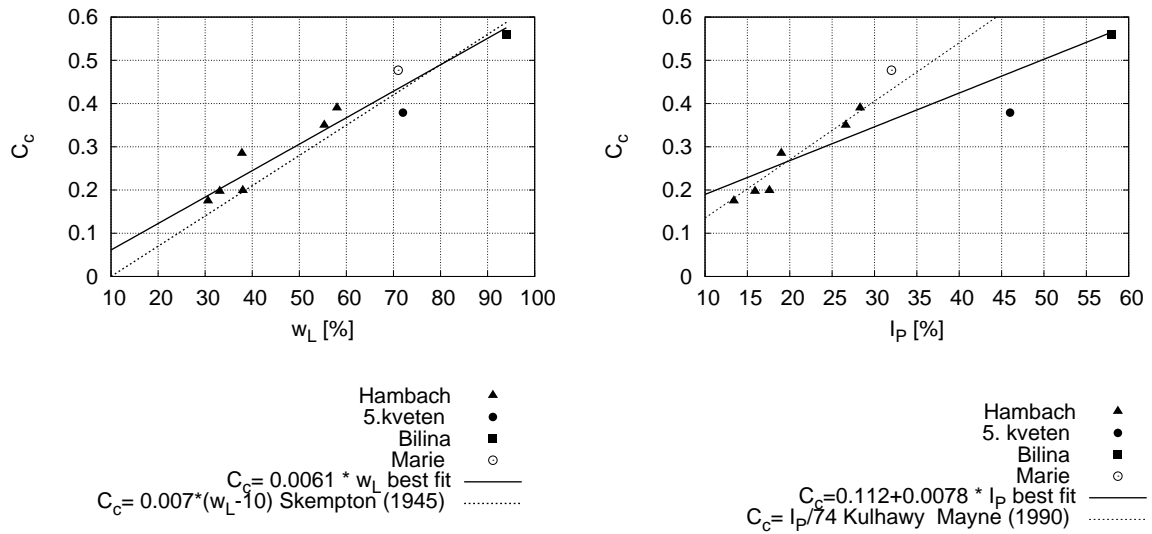 0.6
0.5
0.4
0.3
0.2
0.1
0
C_c
10 20 30 40 50 60 70 80 90 100
w_L [%]
Hambach
5.kveten
Bilina
Marie
C_c= 0.0061 * w_L best fit
C_c= 0.007*(w_L-10) Skempton (1945)
0.6
0.5
0.4
0.3
0.2
0.1
0
C_c
10 15 20 25 30 35 40 45 50 55 60
I_P [%]
Hambach
5. kveten
Bilina
Marie
C_c=0.112+0.0078 * I_P best fit
C_c= I_P/74 Kulhawy Mayne (1990)